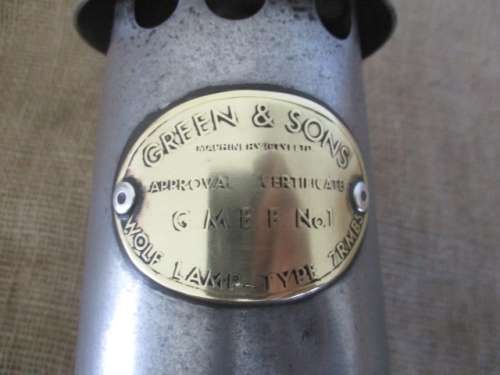 GREEN & SONS
APPROVAL CERTIFICATE
G M E E No.1
WOLF LAMP-TYPE 7RMBS